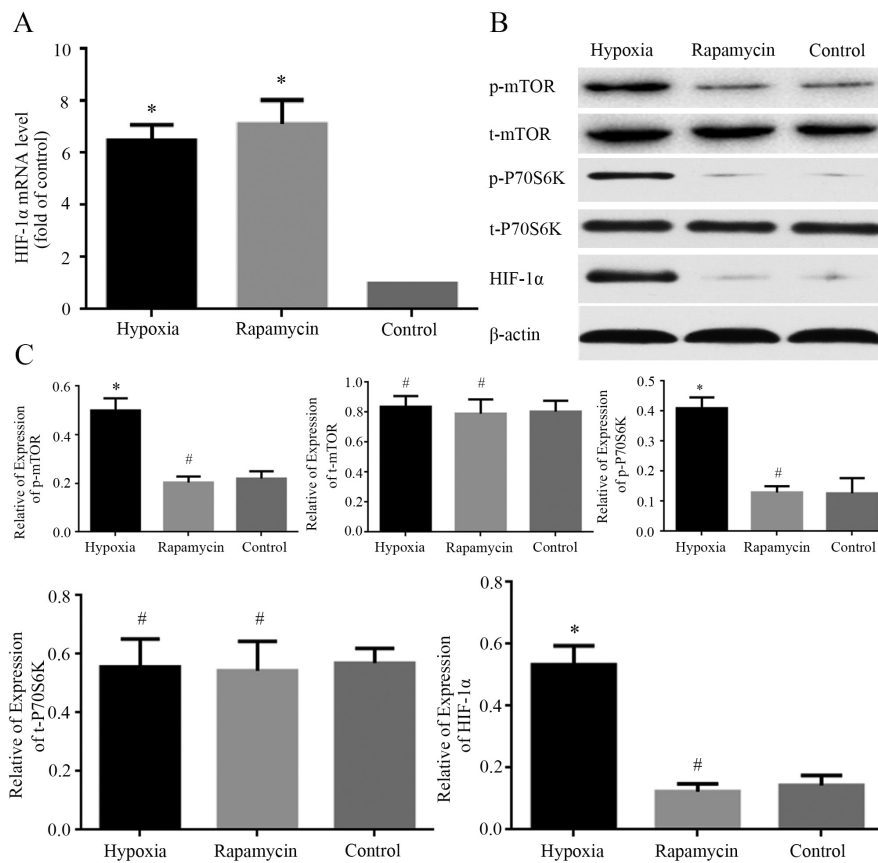 A
HIF-1α mRNA level
(fold of control)
10
8
6
4
2
0
*
*
Hypoxia Rapamycin Control
B
Hypoxia Rapamycin Control
p-mTOR
t-mTOR
p-P70S6K
t-P70S6K
HIF-1α
β-actin
C
Relative of Expression
of p-mTOR
0.6
0.4
0.2
0.0
*
#
Hypoxia Rapamycin Control
Relative of Expression
of t-mTOR
1.0
0.8
0.6
0.4
0.2
0.0
#
#
Hypoxia Rapamycin Control
Relative of Expression
of p-P70S6K
0.5
0.4
0.3
0.2
0.1
0.0
*
#
Hypoxia Rapamycin Control
Relative of Expression
of t-P70S6K
0.8
0.6
0.4
0.2
0.0
#
#
Hypoxia Rapamycin Control
Relative of Expression
of HIF-1α
0.8
0.6
0.4
0.2
0.0
*
#
Hypoxia Rapamycin Control